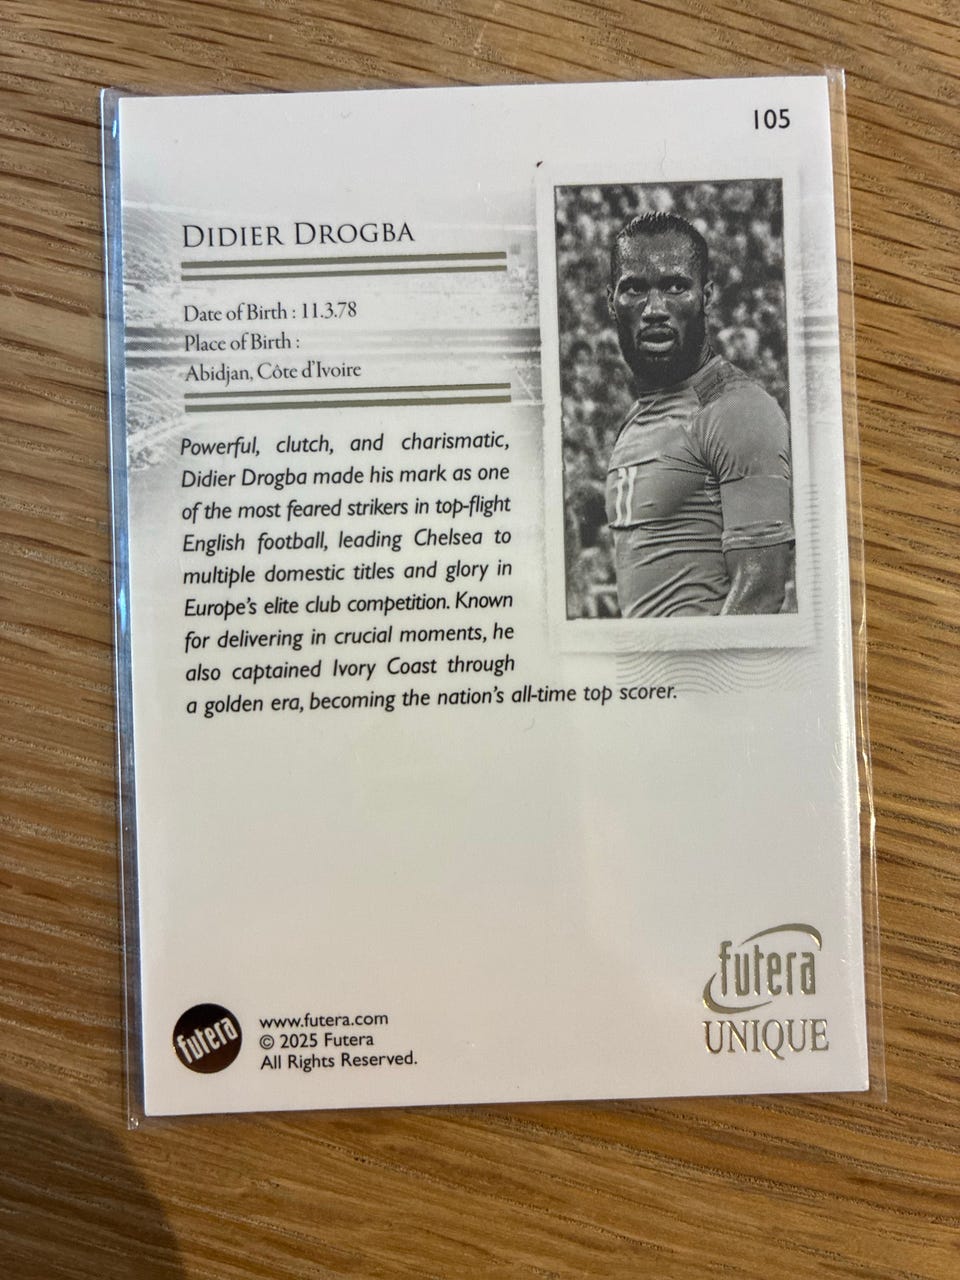 105
DIDIER DROGBA
Date of Birth : 11.3.78
Place of Birth :
Abidjan, Côte d'Ivoire
Powerful, clutch, and charismatic,
Didier Drogba made his mark as one
of the most feared strikers in top-flight
English football, leading Chelsea to
multiple domestic titles and glory in
Europe's elite club competition. Known
for delivering in crucial moments, he
also captained Ivory Coast through
a golden era, becoming the nation's all-time top scorer.
11
futera
UNIQUE
futera
www.futera.com
© 2025 Futera
All Rights Reserved.